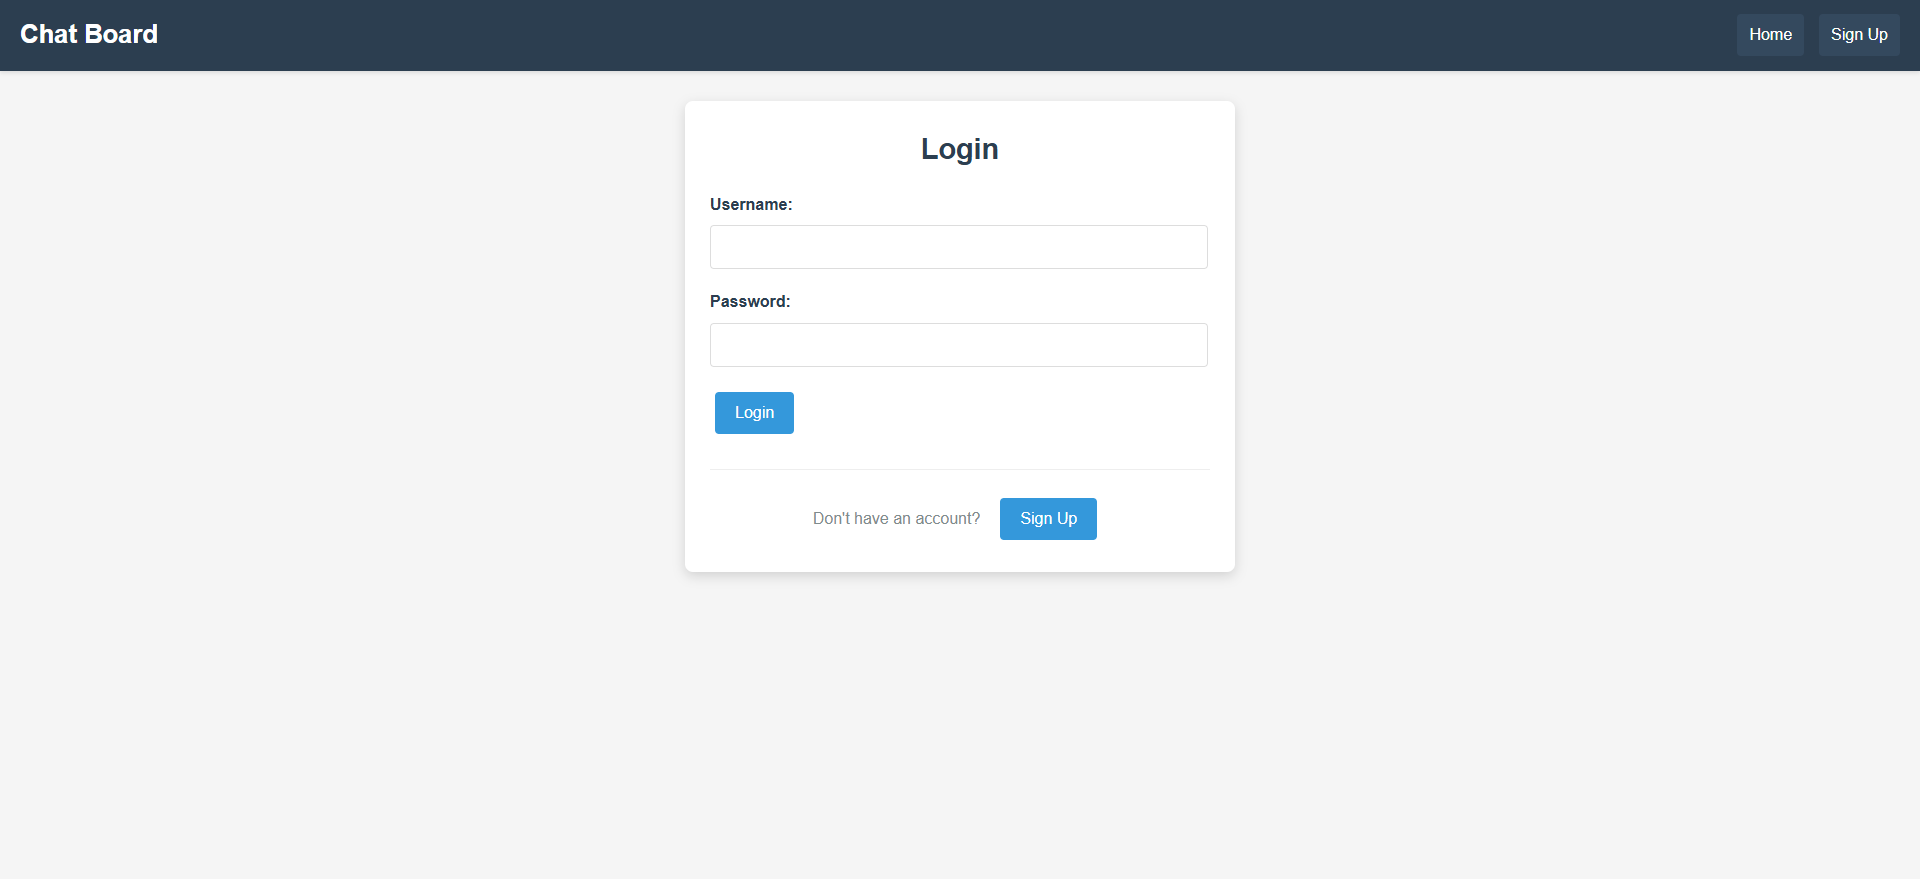 Chat Board
Home
Sign Up
Login
Username:
Password:
Login
Don't have an account?
Sign Up